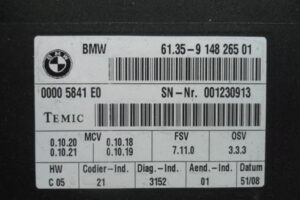 BMW 61.35-9 148 265 01
0000 5841 E0 SN-Nr. 001230913
TEMIC
MCV FSV OSV
0.10.20 0.10.18 7.11.0 3.3.3
0.10.21 0.10.19
HW Codier-Ind. Diag.-Ind. Aend.-Ind. Datum
C 05 21 3152 01 51/08